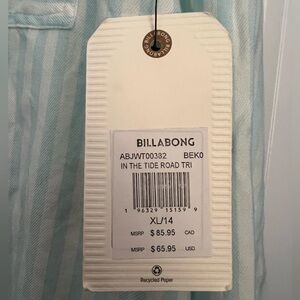 BILLABONG
ABJWT00382 BEK0
IN THE TIDE ROAD TRI
1 96329 15159 9
XL/14
MSRP $ 85.95 CAD
MSRP $ 65.95 USD
Recycled Paper